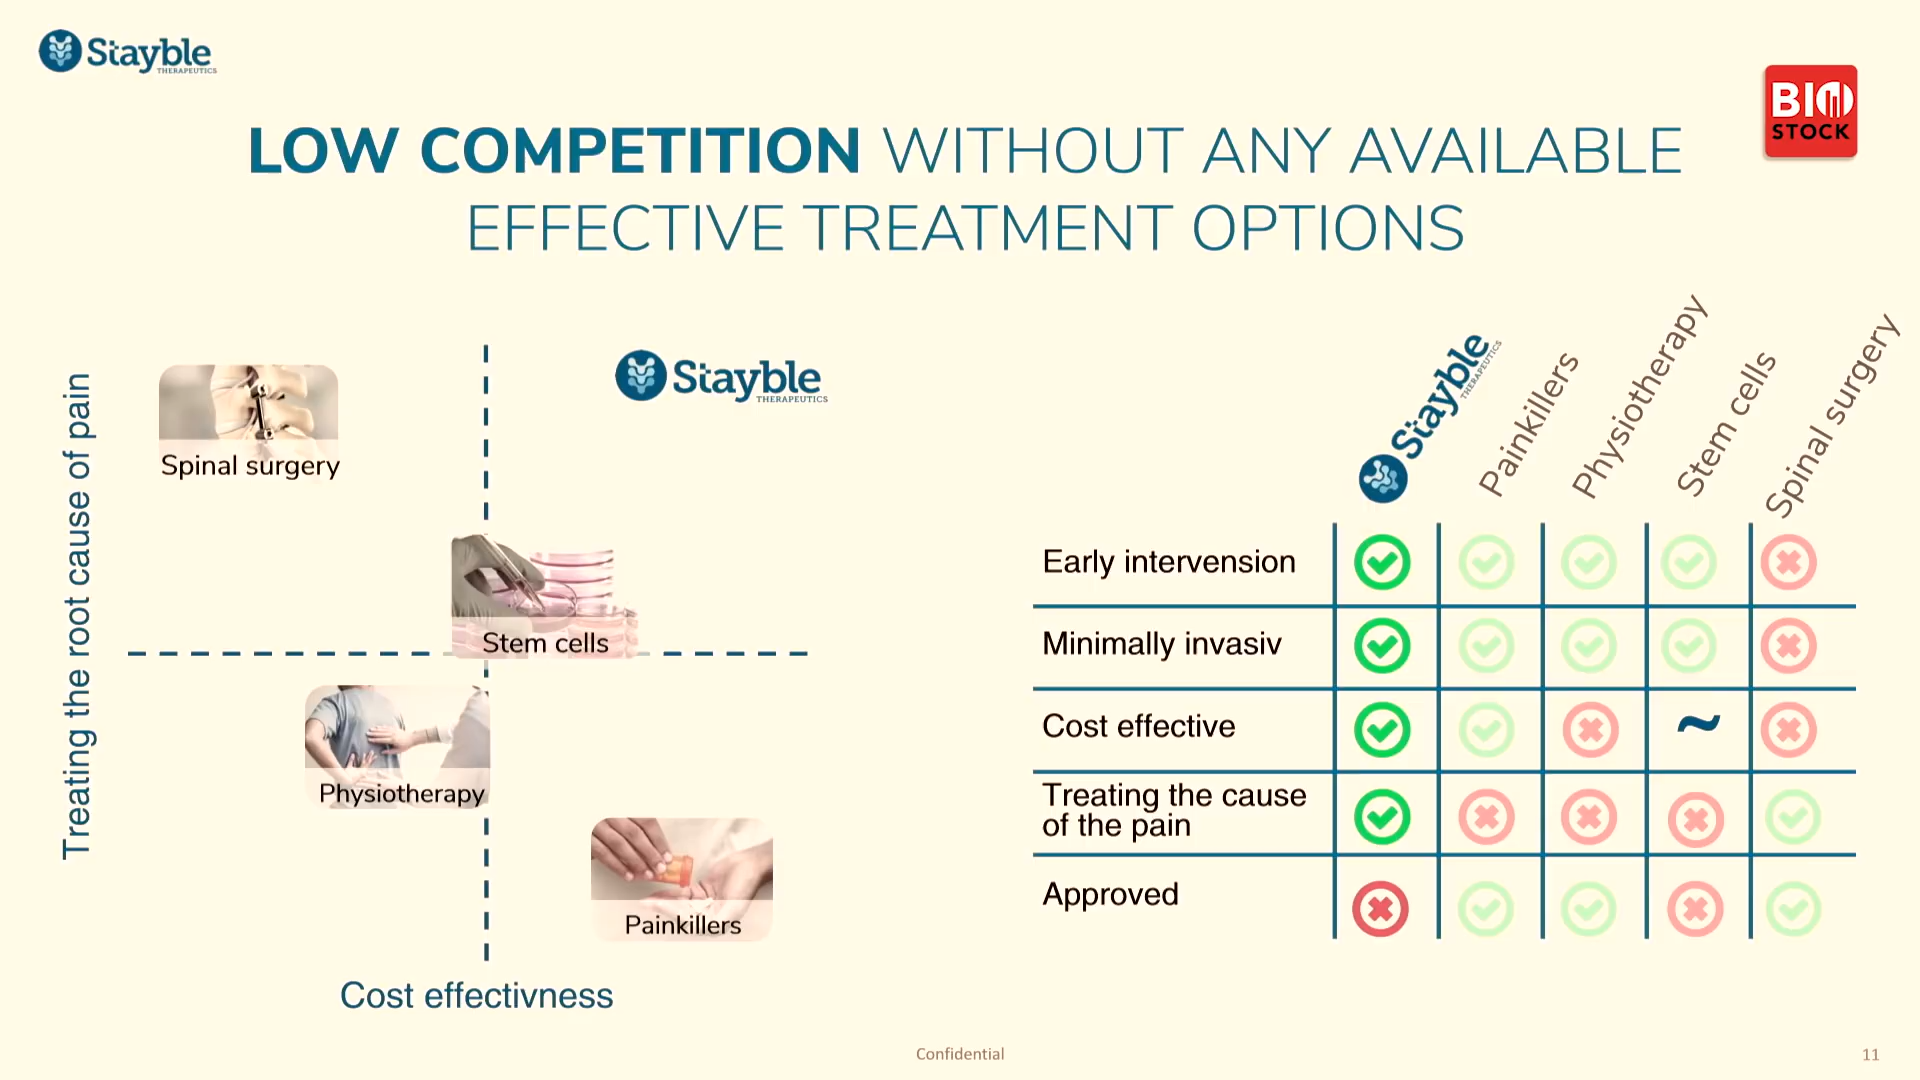 Stayble
THERAPEUTICS
BIO
STOCK
LOW COMPETITION WITHOUT ANY AVAILABLE
EFFECTIVE TREATMENT OPTIONS
Treating the root cause of pain
Spinal surgery
Stayble
THERAPEUTICS
Stem cells
Physiotherapy
Painkillers
Cost effectivness
Stayble
THERAPEUTICS
Painkillers
Physiotherapy
Stem cells
Spinal surgery
Early intervension
Minimally invasiv
Cost effective
~
Treating the cause
of the pain
Approved
Confidential
11